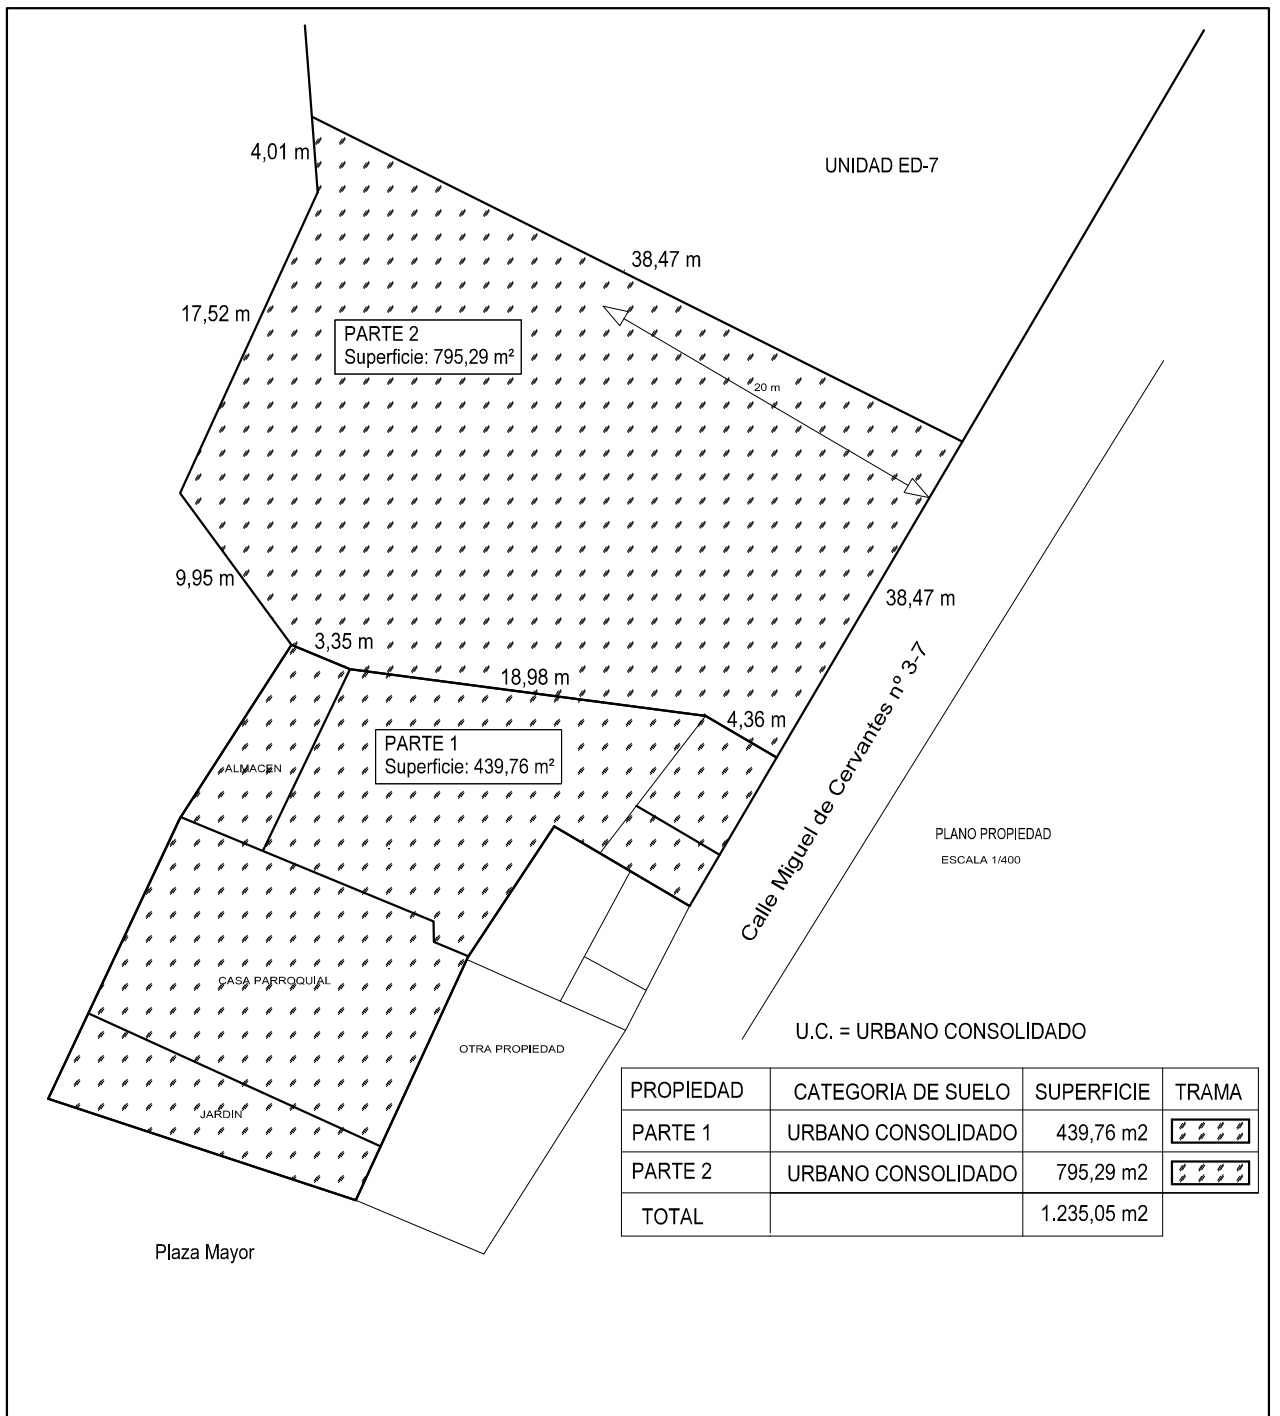 4,01 m
UNIDAD ED-7
38,47 m
17,52 m
PARTE 2
Superficie: 795,29 m²
20 m
9,95 m
38,47 m
3,35 m
18,98 m
4,36 m
PARTE 1
Superficie: 439,76 m²
ALMACEN
Calle Miguel de Cervantes nº 3-7
PLANO PROPIEDAD
ESCALA 1/400
CASA PARROQUIAL
OTRA PROPIEDAD
JARDIN
U.C. = URBANO CONSOLIDADO
PROPIEDAD CATEGORIA DE SUELO SUPERFICIE TRAMA
PARTE 1 URBANO CONSOLIDADO 439,76 m2
PARTE 2 URBANO CONSOLIDADO 795,29 m2
TOTAL 1.235,05 m2
Plaza Mayor